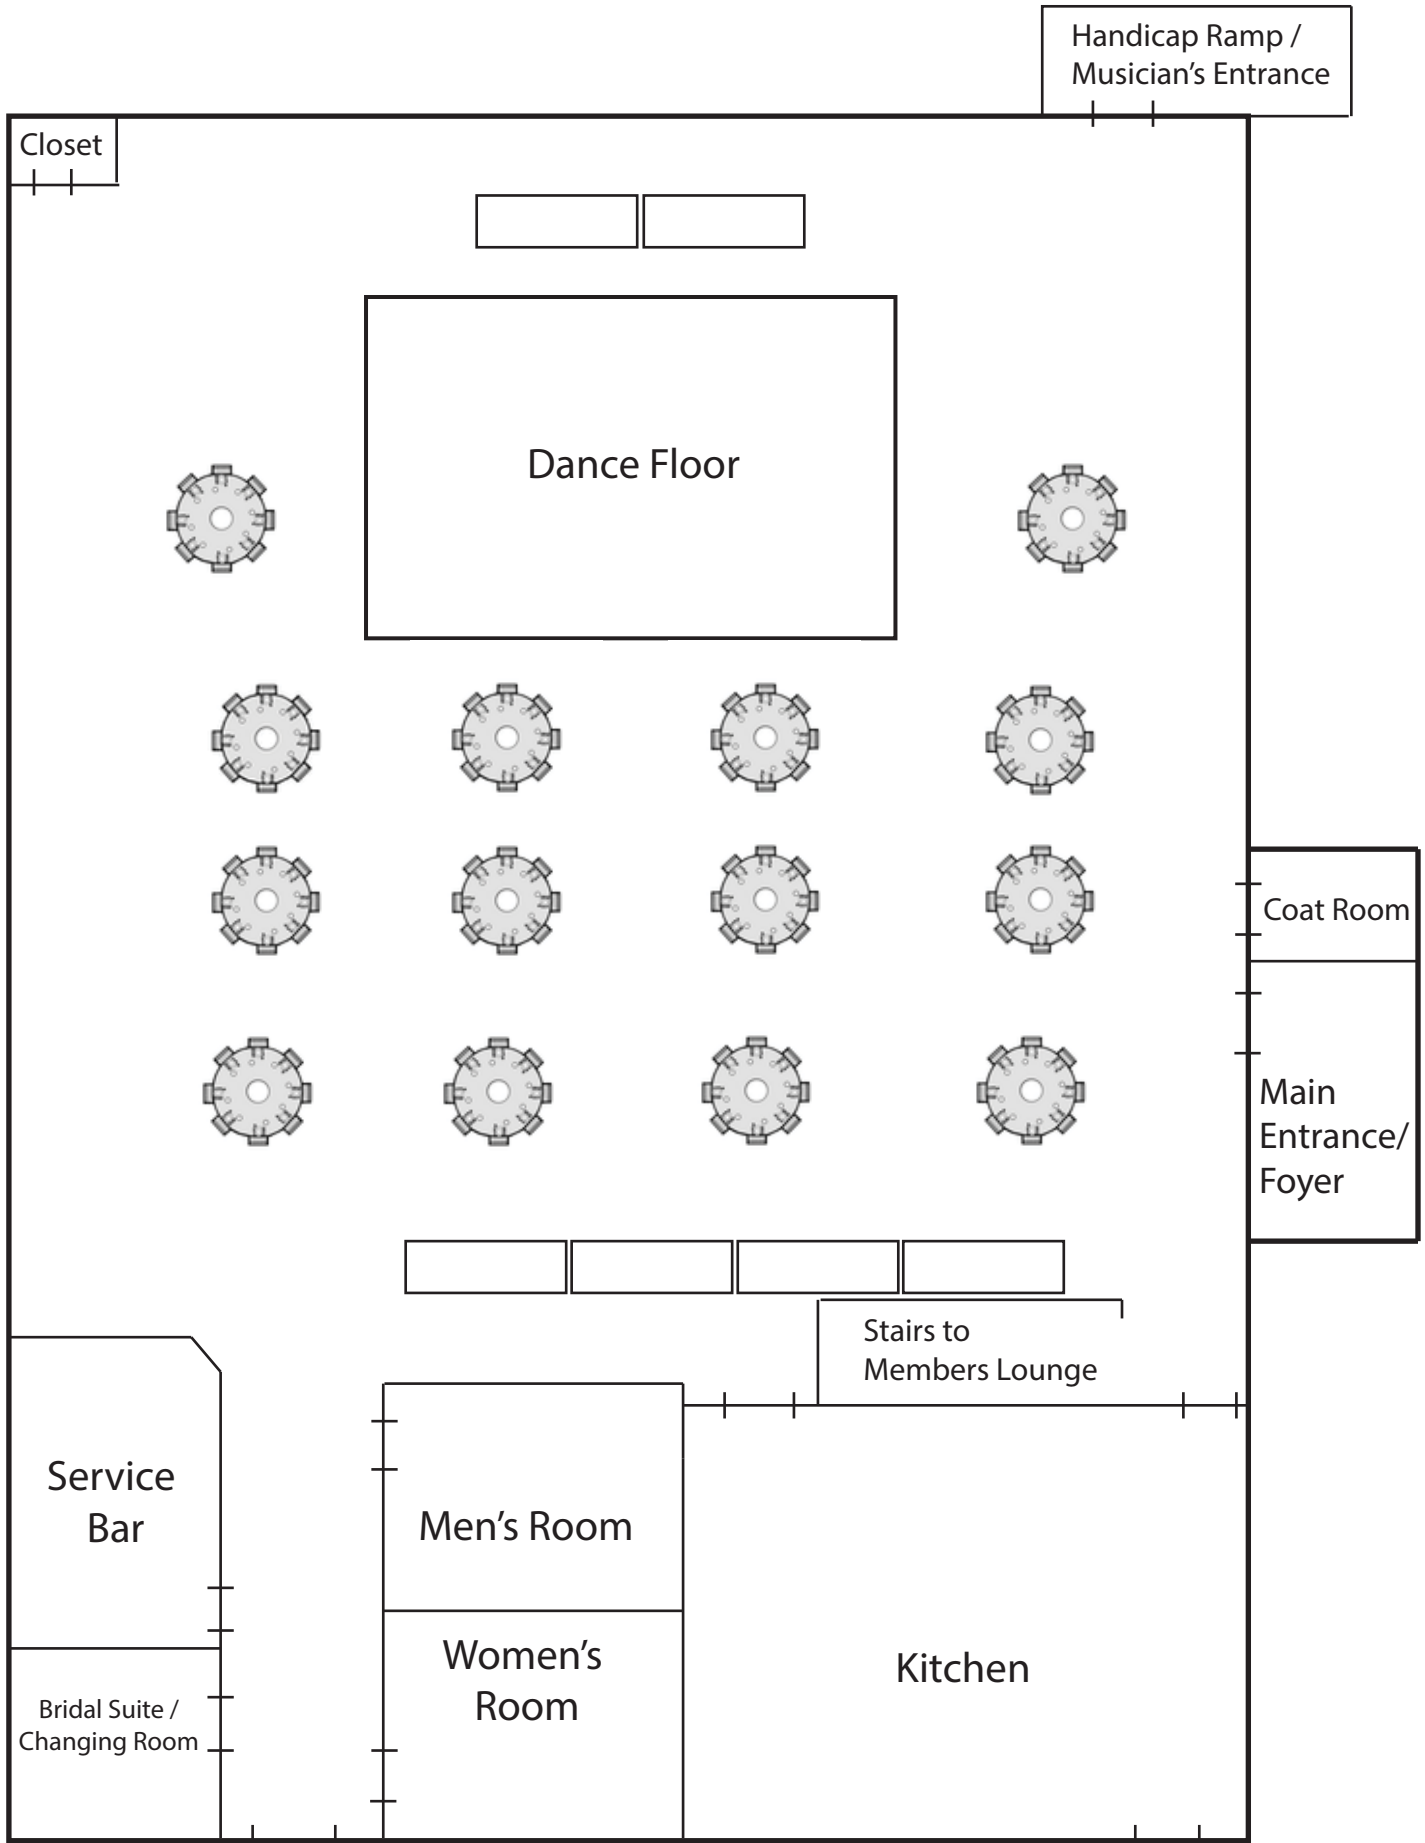 Handicap Ramp /
Musician’s Entrance
Closet
Dance Floor
Coat Room
Main
Entrance/
Foyer
Stairs to
Members Lounge
Service
Bar
Men’s Room
Women’s
Room
Kitchen
Bridal Suite /
Changing Room